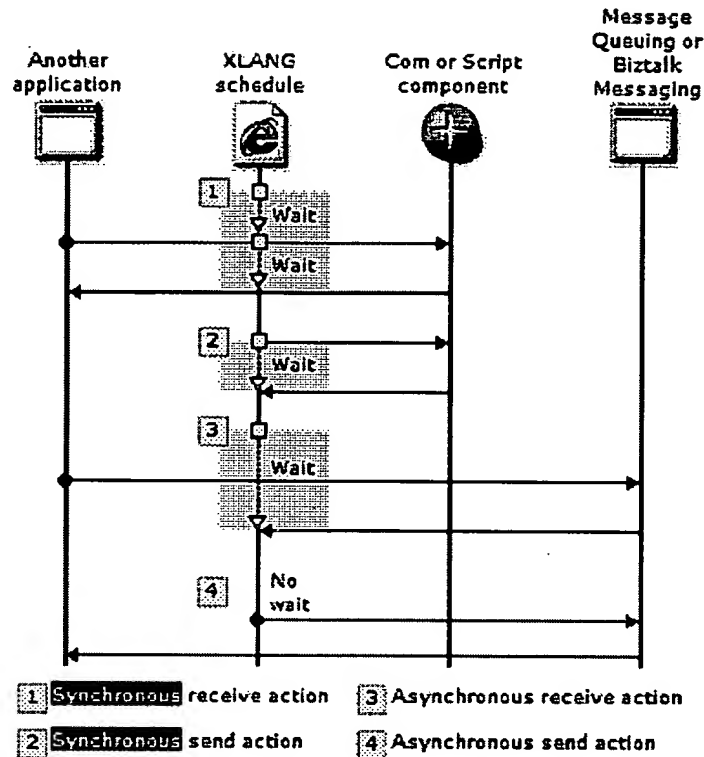 Message
Queuing or
Biztalk
Messaging
Another
application
XLANG
schedule
Com or Script
component
1
Wait
Wait
2
Wait
3
Wait
4
No
wait
1 Synchronous receive action
3 Asynchronous receive action
2 Synchronous send action
4 Asynchronous send action